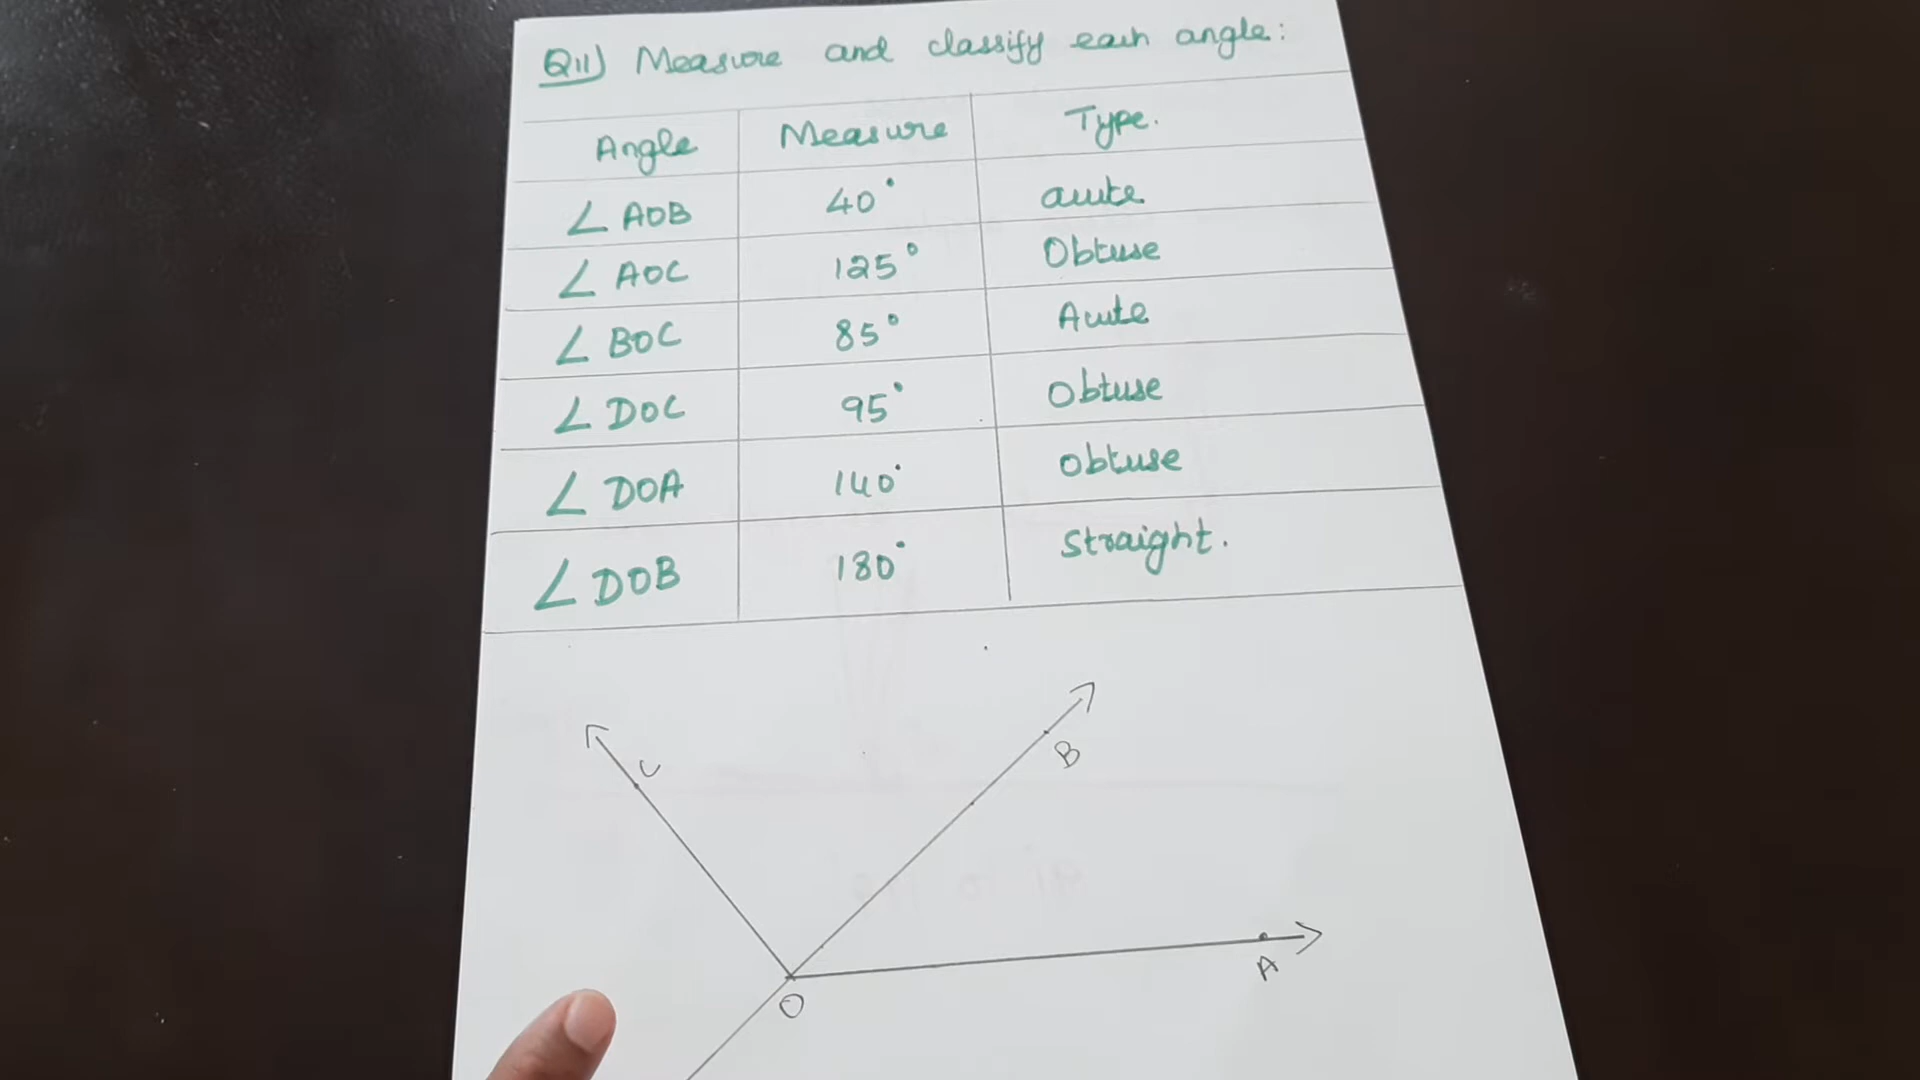 Q11) Measure and classify each angle:
Angle Measure Type.
∠ AOB 40° acute
∠ AOC 125° Obtuse
∠ BOC 85° Acute
∠ DOC 95° Obtuse
∠ DOA 140° obtuse
∠ DOB 180° Straight.
C
B
A
O